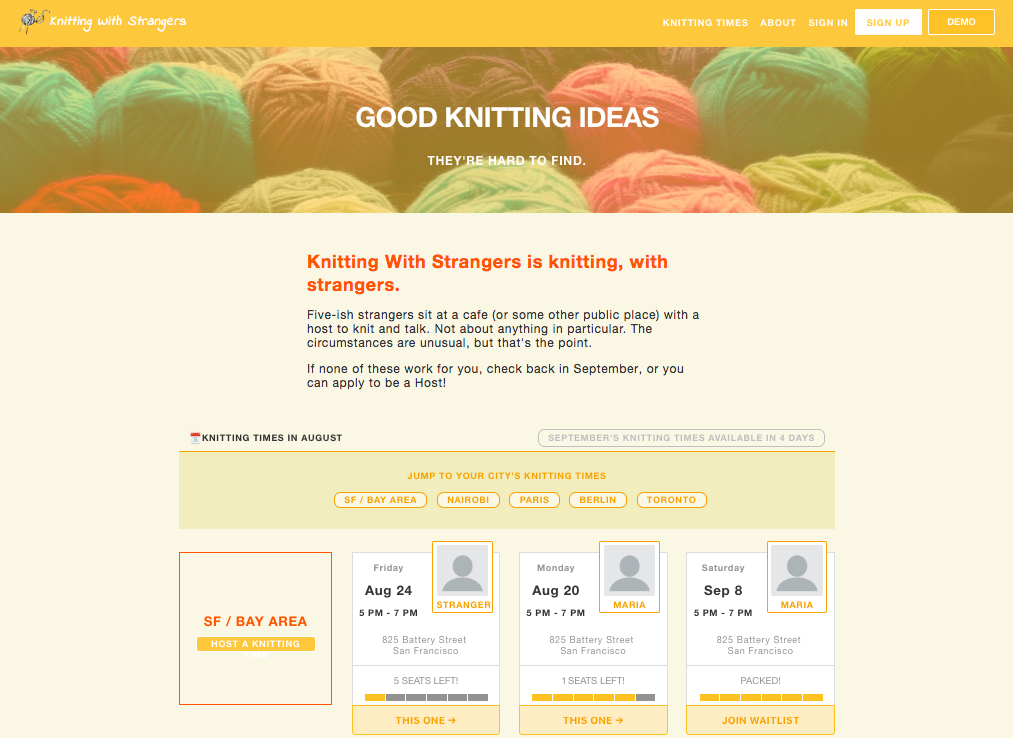 Knitting with Strangers
KNITTING TIMES ABOUT SIGN IN SIGN UP DEMO
GOOD KNITTING IDEAS
THEY'RE HARD TO FIND.
Knitting With Strangers is knitting, with
strangers.
Five-ish strangers sit at a cafe (or some other public place) with a
host to knit and talk. Not about anything in particular. The
circumstances are unusual, but that's the point.
If none of these work for you, check back in September, or you
can apply to be a Host!
KNITTING TIMES IN AUGUST
SEPTEMBER'S KNITTING TIMES AVAILABLE IN 4 DAYS
JUMP TO YOUR CITY'S KNITTING TIMES
SF / BAY AREA NAIROBI PARIS BERLIN TORONTO
SF / BAY AREA
HOST A KNITTING
Friday
Aug 24
5 PM - 7 PM
STRANGER
825 Battery Street
San Francisco
5 SEATS LEFT!
THIS ONE →
Monday
Aug 20
5 PM - 7 PM
MARIA
825 Battery Street
San Francisco
1 SEATS LEFT!
THIS ONE →
Saturday
Sep 8
5 PM - 7 PM
MARIA
825 Battery Street
San Francisco
PACKED!
JOIN WAITLIST